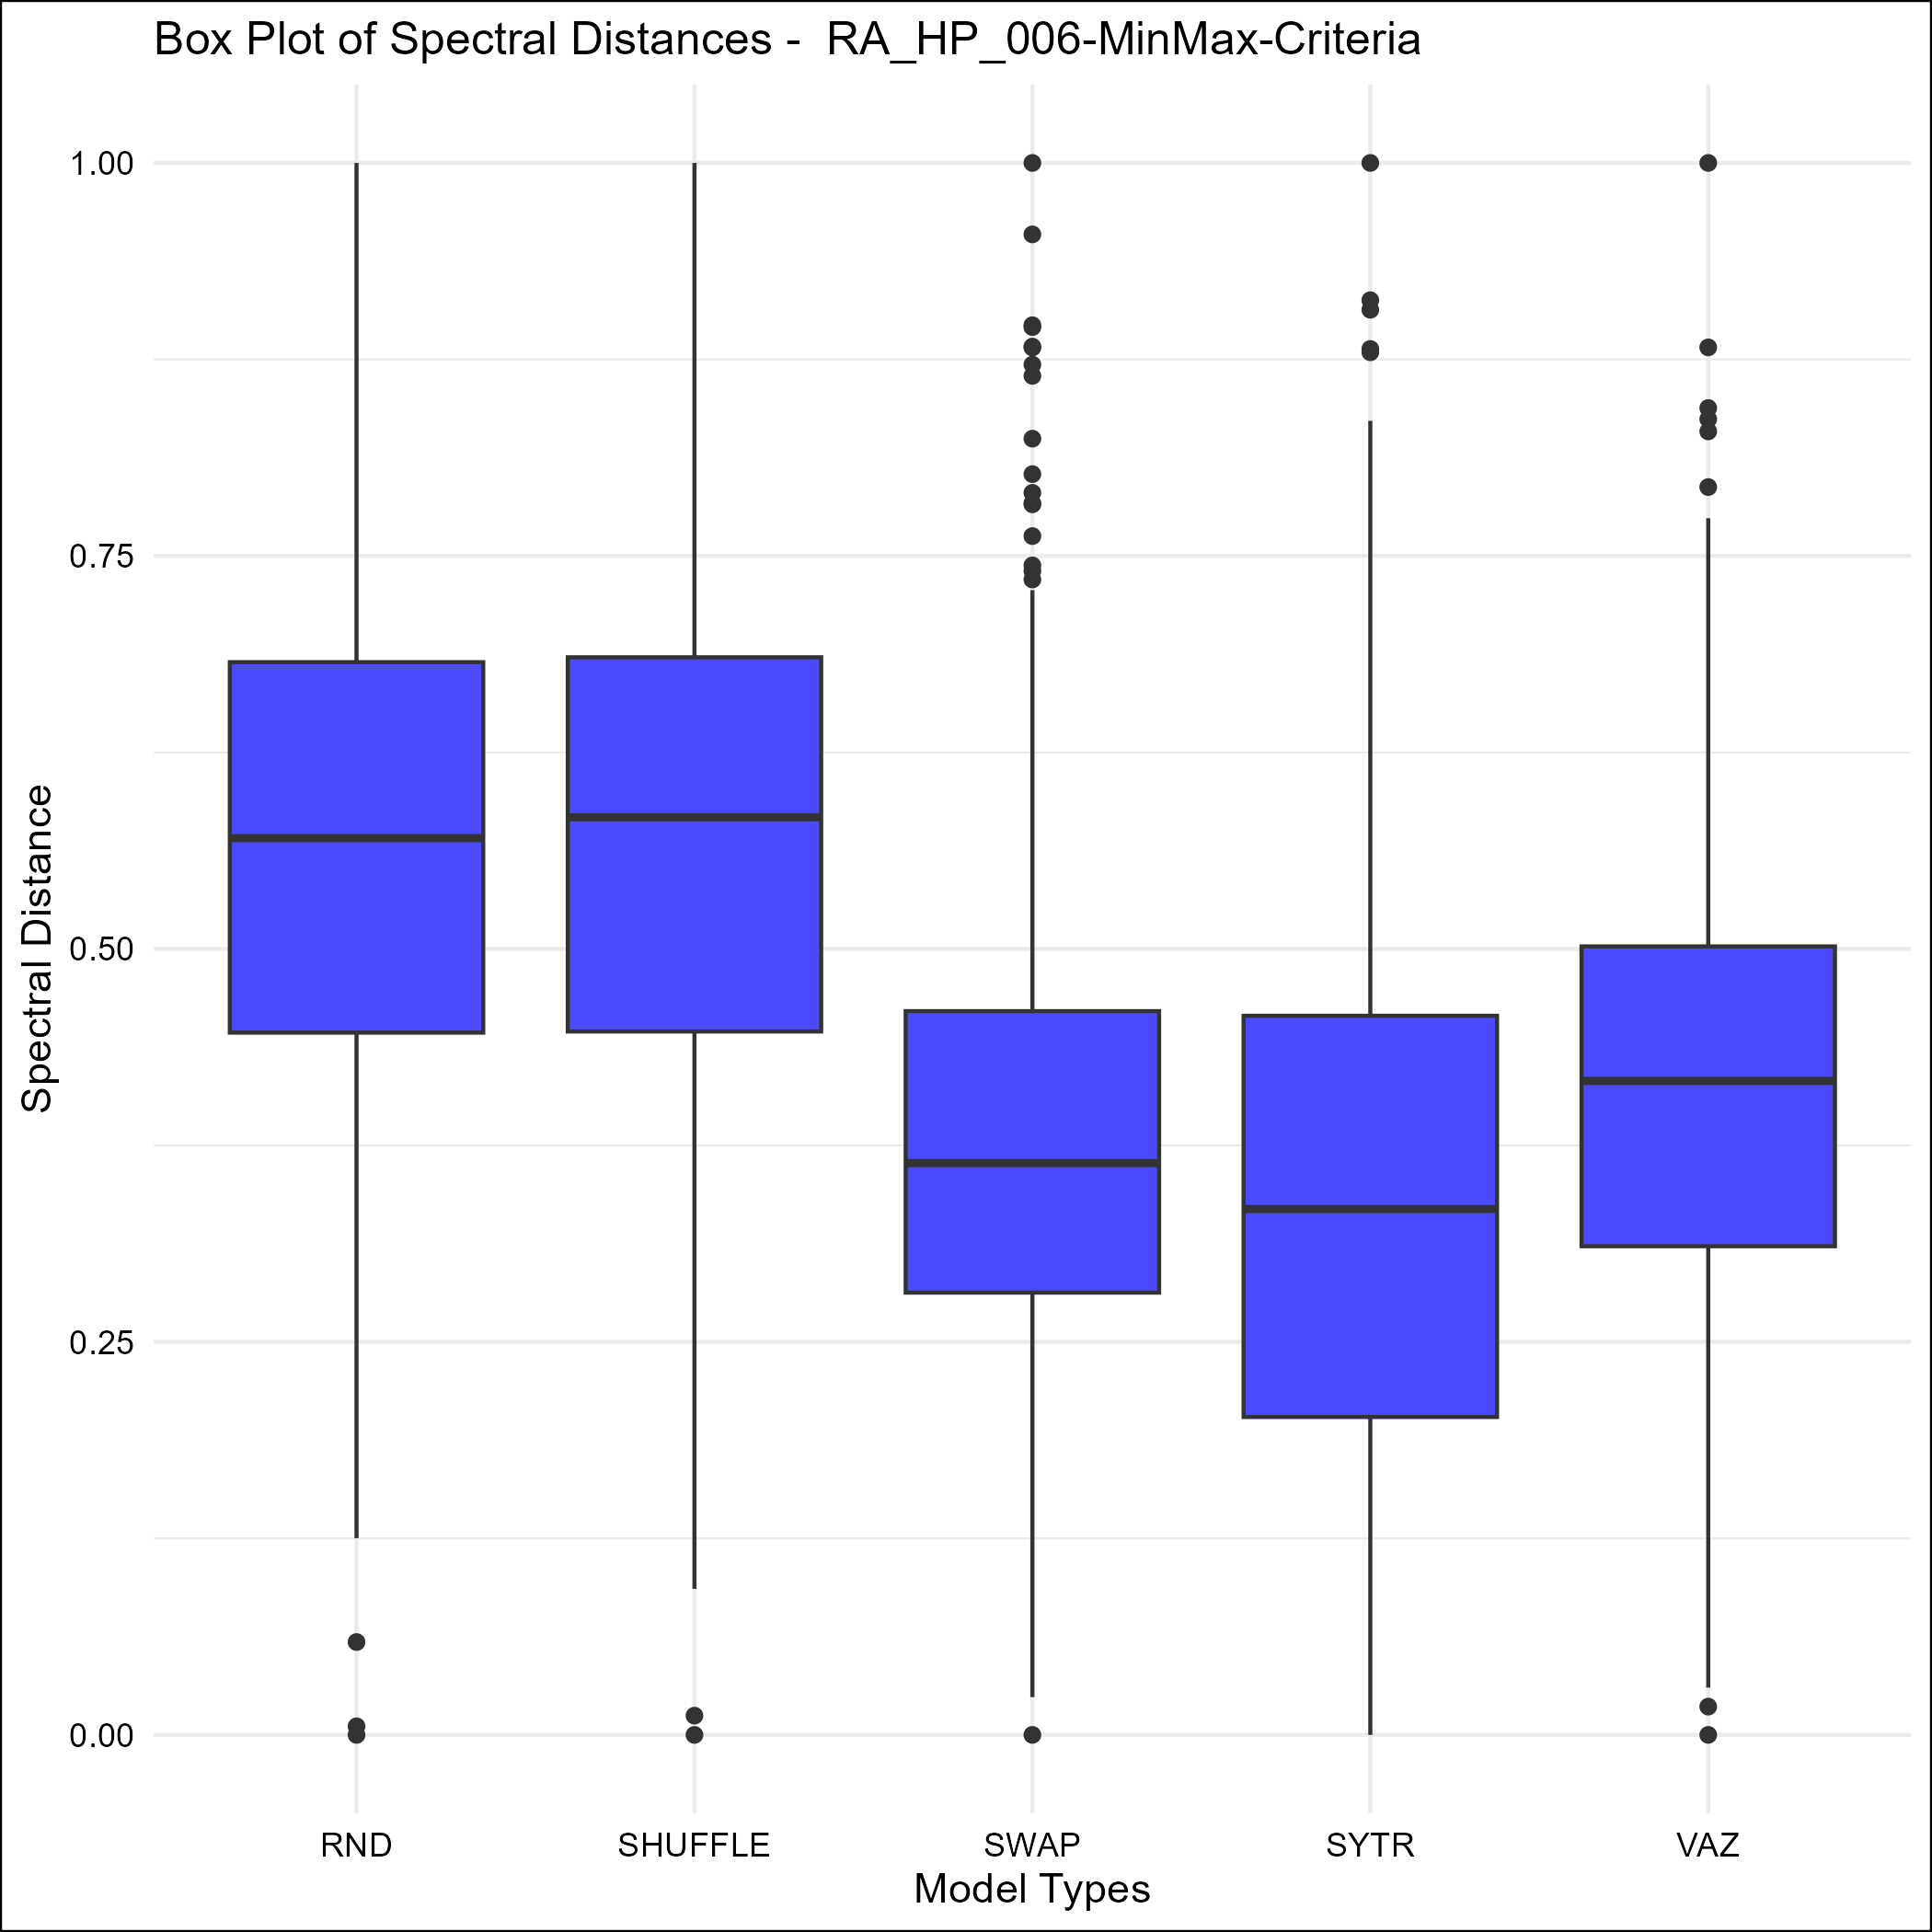 Box Plot of Spectral Distances -  RA_HP_006-MinMax-Criteria
1.00
0.75
0.50
0.25
0.00
Spectral Distance
RND SHUFFLE SWAP SYTR VAZ
Model Types